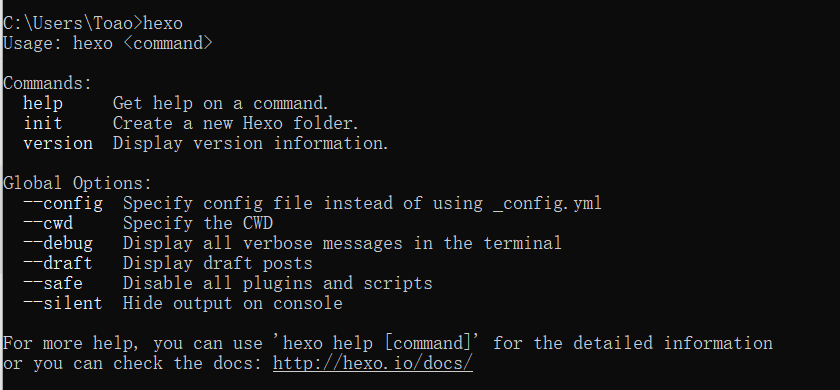 C:\Users\Toao>hexo
Usage: hexo <command>
Commands:
help Get help on a command.
init Create a new Hexo folder.
version Display version information.
Global Options:
--config Specify config file instead of using _config.yml
--cwd Specify the CWD
--debug Display all verbose messages in the terminal
--draft Display draft posts
--safe Disable all plugins and scripts
--silent Hide output on console
For more help, you can use 'hexo help [command]' for the detailed information
or you can check the docs: http://hexo.io/docs/